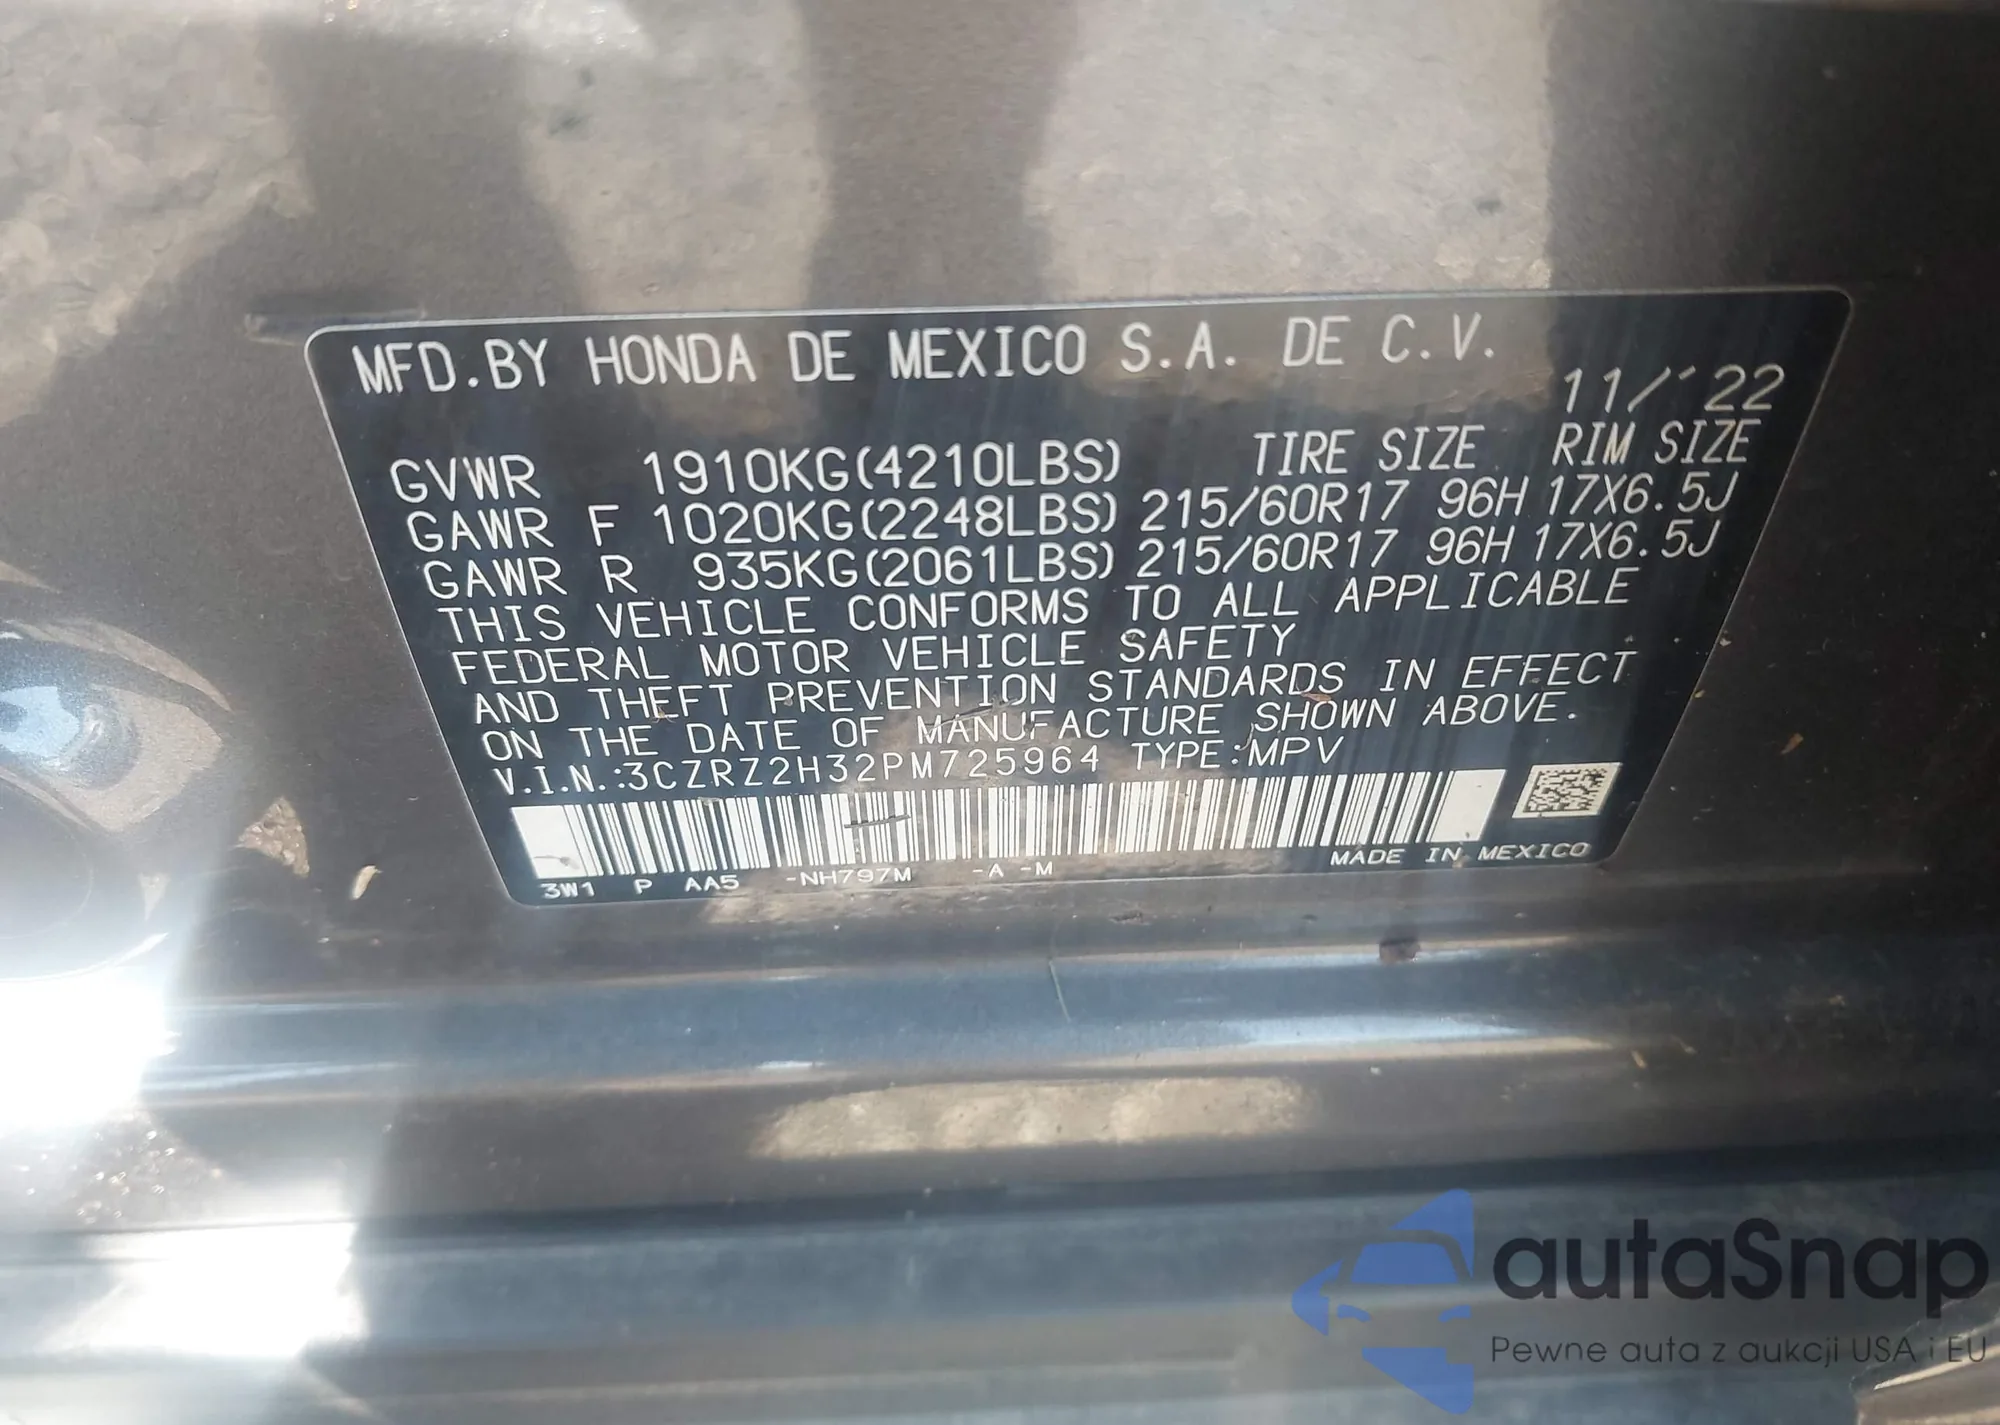 MFD.BY HONDA DE MEXICO S.A. DE C.V.
11/'22
TIRE SIZE RIM SIZE
GVWR 1910KG(4210LBS)
GAWR F 1020KG(2248LBS) 215/60R17 96H 17X6.5J
GAWR R 935KG(2061LBS) 215/60R17 96H 17X6.5J
THIS VEHICLE CONFORMS TO ALL APPLICABLE
FEDERAL MOTOR VEHICLE SAFETY
AND THEFT PREVENTION STANDARDS IN EFFECT
ON THE DATE OF MANUFACTURE SHOWN ABOVE.
V.I.N.:3CZRZ2H32PM725964 TYPE:MPV
3W1 P AA5 -NH797M -A -M MADE IN MEXICO
autaSnap
Pewne auta z aukcji USA i EU